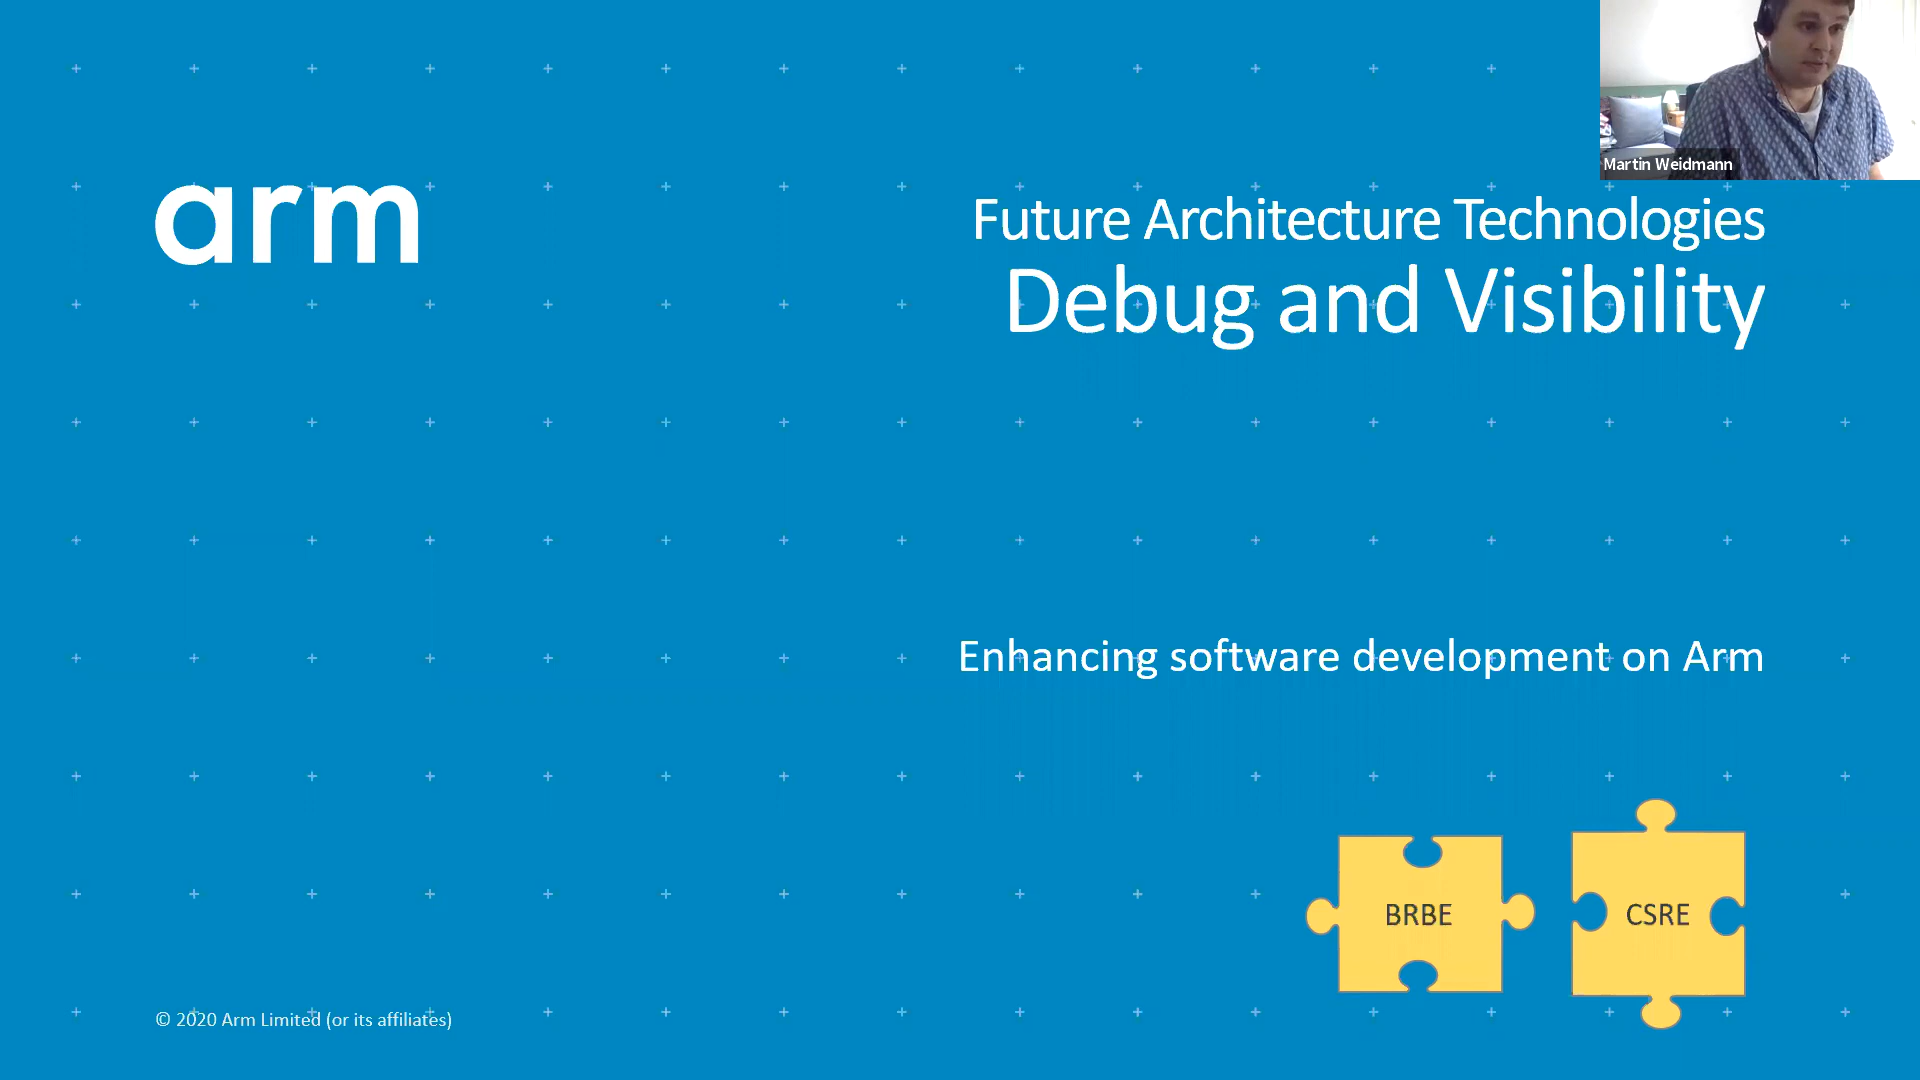 Martin Weidmann
arm
Future Architecture Technologies
Debug and Visibility
Enhancing software development on Arm
BRBE
CSRE
© 2020 Arm Limited (or its affiliates)